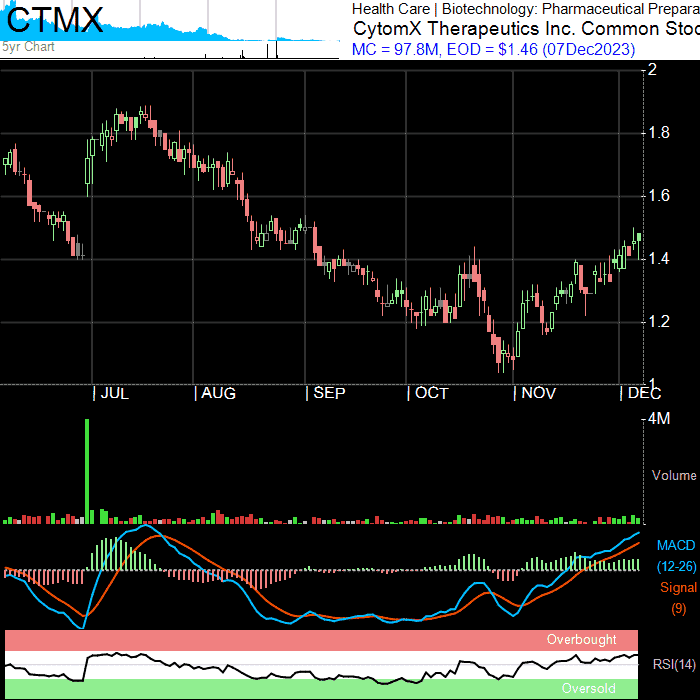 CTMX
5yr Chart
Health Care | Biotechnology: Pharmaceutical Prepara
CytomX Therapeutics Inc. Common Stoc
MC = 97.8M, EOD = $1.46 (07Dec2023)
2
1.8
1.6
1.4
1.2
1
| JUL | AUG | SEP | OCT | NOV | DEC
4M
Volume
MACD
(12-26)
Signal
(9)
Overbought
RSI(14)
Oversold